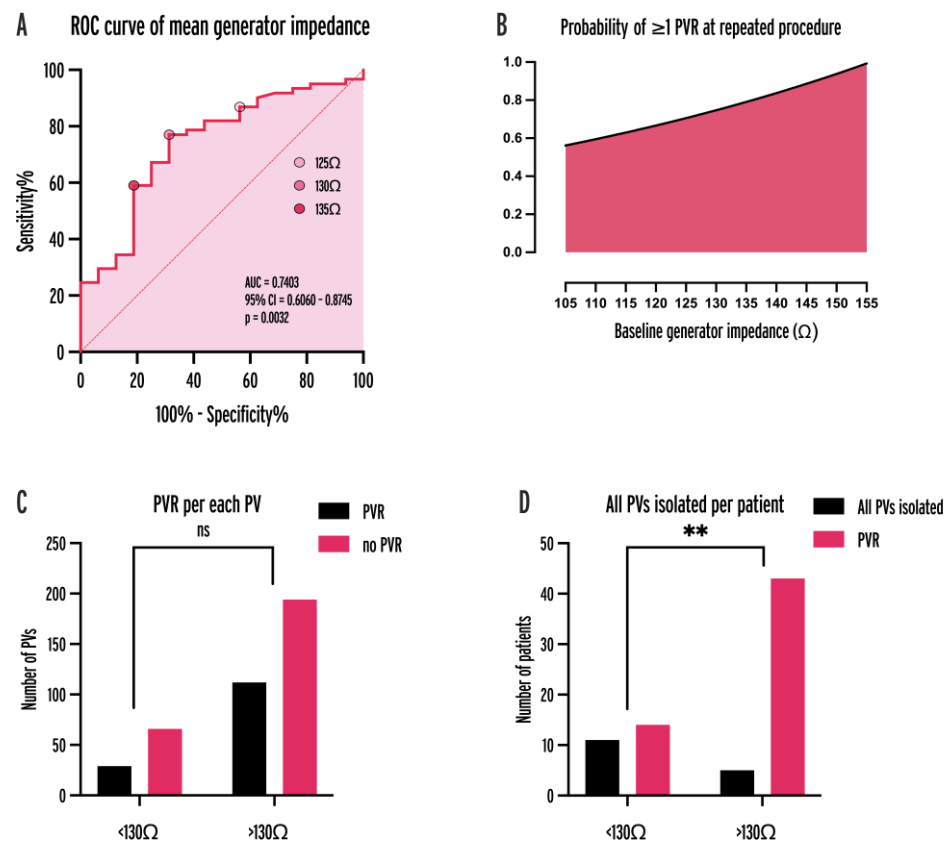 A
ROC curve of mean generator impedance
100
80
60
40
20
0
Sensitivity%
125Ω
130Ω
135Ω
AUC = 0.7403
95% CI = 0.6060 - 0.8745
p = 0.0032
0 20 40 60 80 100
100% - Specificity%
B
Probability of ≥1 PVR at repeated procedure
1.0
0.8
0.6
0.4
0.2
0.0
105 110 115 120 125 130 135 140 145 150 155
Baseline generator impedance (Ω)
C
PVR per each PV
ns
PVR
no PVR
250
200
150
100
50
0
Number of PVs
<130Ω >130Ω
D
All PVs isolated per patient
**
All PVs isolated
PVR
50
40
30
20
10
0
Number of patients
<130Ω >130Ω